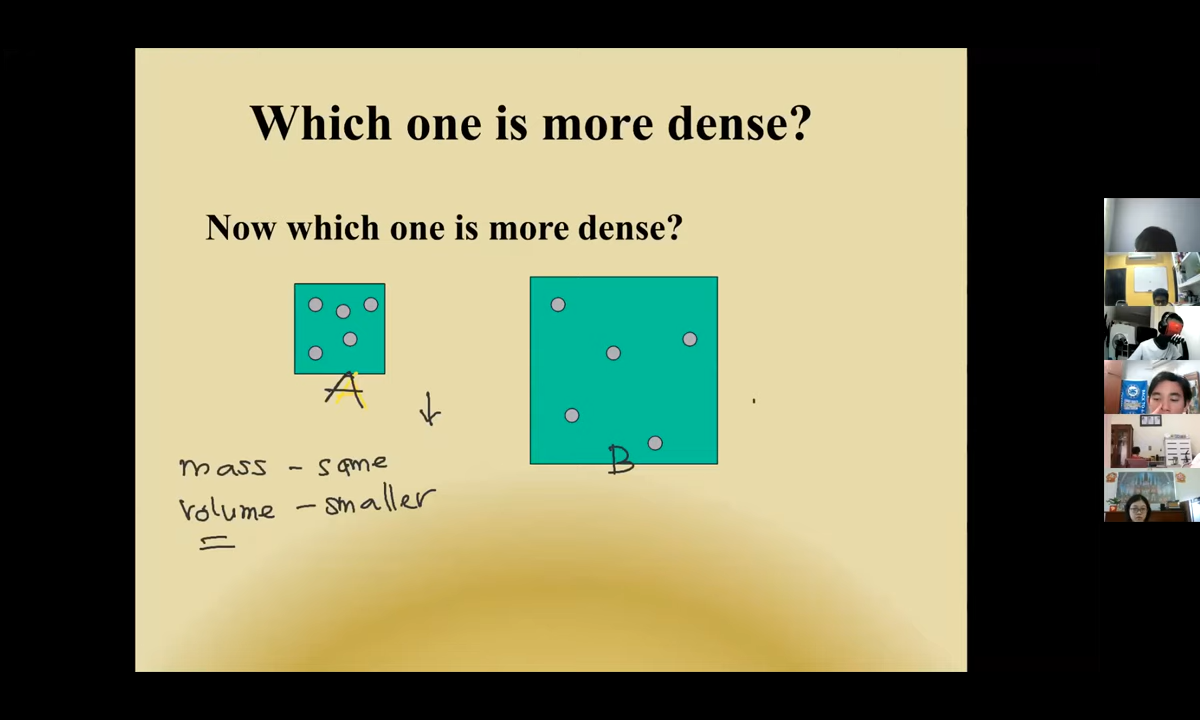 Which one is more dense?
Now which one is more dense?
A
B
mass - same
volume - smaller